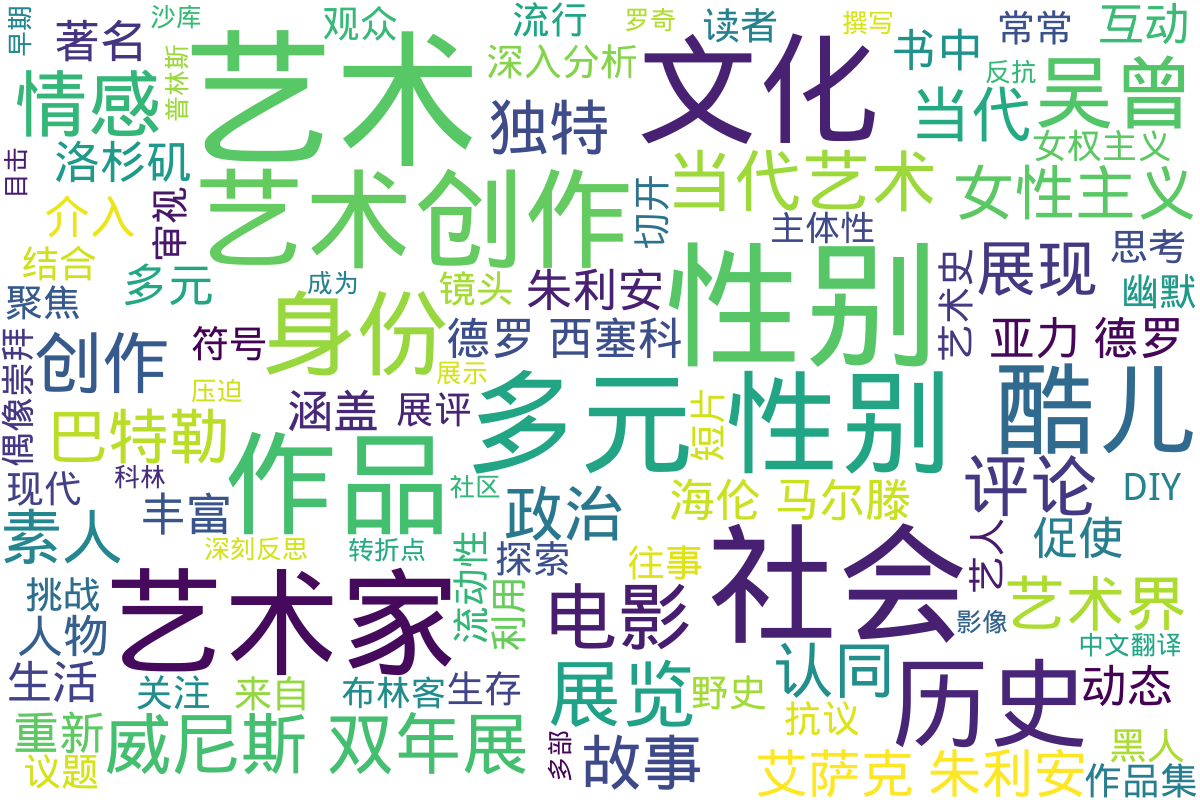 早期
沙库
著名
观众
流行
罗奇
读者
撰写
常常
互动
艺术
文化
书中
吴曾
情感
普林斯
深入分析
独特
反抗
当代
女权主义
洛杉矶
目击
艺术创作
当代艺术
女性主义
介入
审视
切开
主体性
思考
展现
结合
多元
成为
镜头
朱利安
性别
艺术史
幽默
聚焦
身份
符号
德罗 西塞科
亚力 德罗
创作
偶像崇拜
压迫
展示
涵盖
展评
多元 性别
短片
酷儿
巴特勒
作品
现代
科林
社区
评论
DIY
丰富
政治
海伦 马尔滕
素人
深刻反思
转折点
流动性
探索
往事
社会
艺人
促使
挑战
艺术家
利用
电影
艺术界
人物
影像
中文翻译
生活
关注
来自
布林客
生存
展览
野史
认同
历史
动态
重新
威尼斯 双年展
多部
故事
抗议
黑人
议题
艾萨克 朱利安
作品集